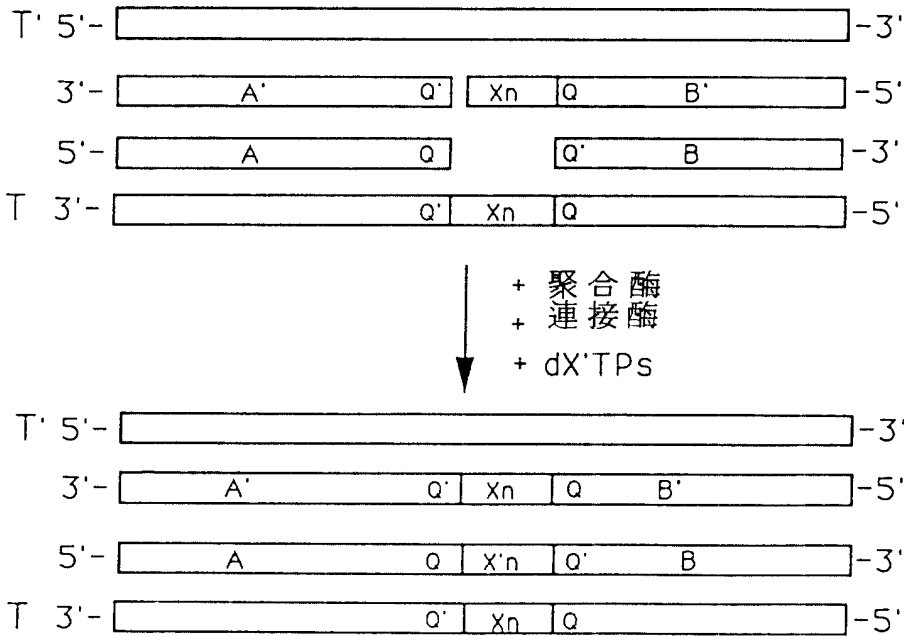 T' 5'- -3'
3'- A' Q' Xn Q B' -5'
5'- A Q Q' B -3'
T 3'- Q' Xn Q -5'
+ 聚合酶
+ 連接酶
+ dX'TPs
T' 5'- -3'
3'- A' Q' Xn Q B' -5'
5'- A Q X'n Q' B -3'
T 3'- Q' Xn Q -5'